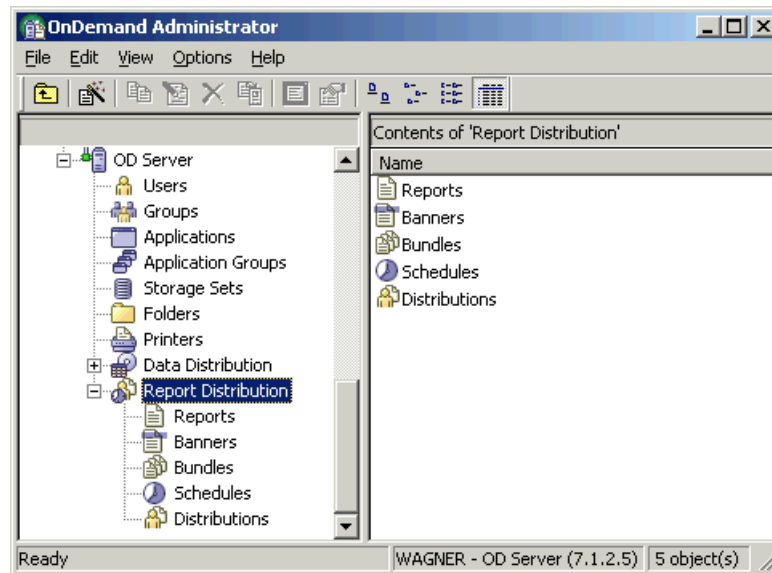 OnDemand Administrator
File Edit View Options Help
Contents of 'Report Distribution'
Name
OD Server
Users
Groups
Applications
Application Groups
Storage Sets
Folders
Printers
Data Distribution
Report Distribution
Reports
Banners
Bundles
Schedules
Distributions
Reports
Banners
Bundles
Schedules
Distributions
Ready
WAGNER - OD Server (7.1.2.5)
5 object(s)